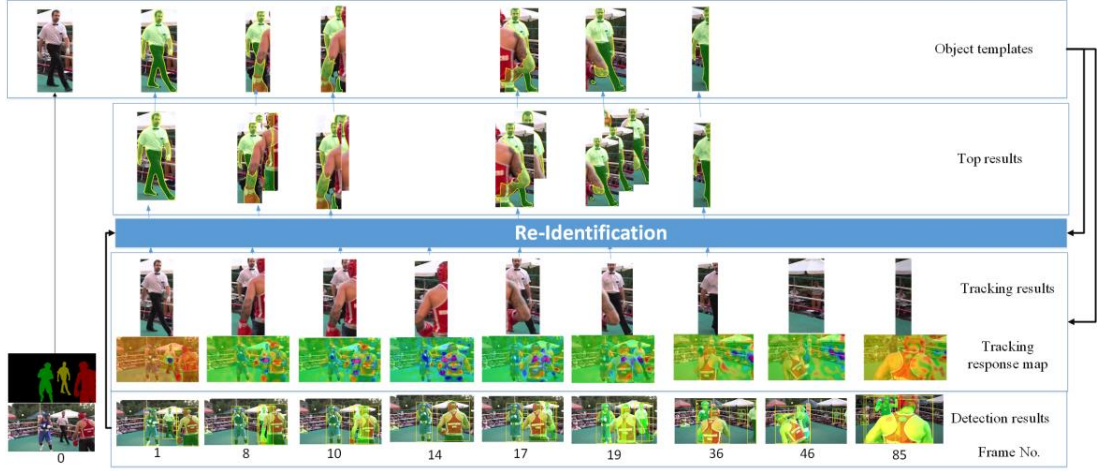 Object templates
Top results
Re-Identification
Tracking results
Tracking
response map
Detection results
0
1 8 10 14 17 19 36 46 85 Frame No.